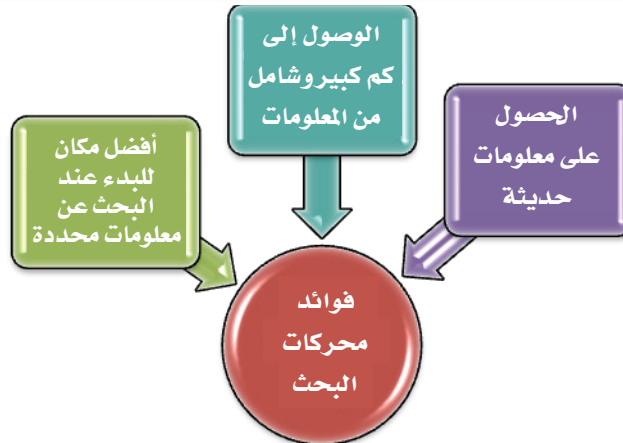 الوصول إلى
كم كبير وشامل
من المعلومات
الحصول
على معلومات
حديثة
أفضل مكان
للبدء عند
البحث عن
معلومات محددة
فوائد
محركات
البحث